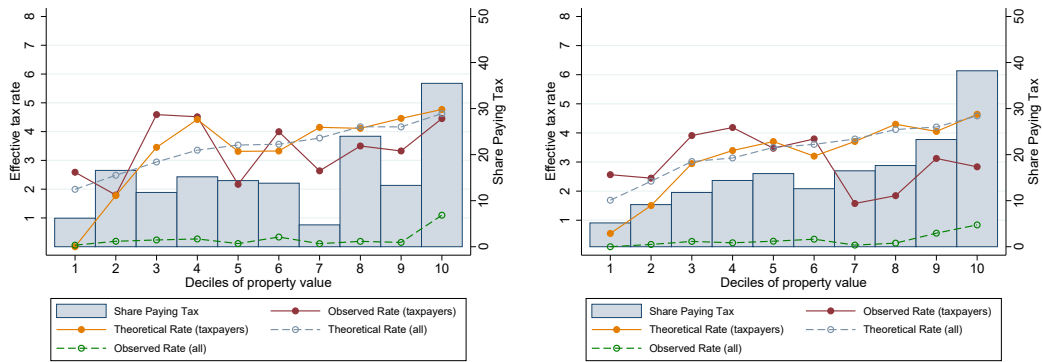 8
7
6
5
4
3
2
1
Effective tax rate
50
40
30
20
10
0
Share Paying Tax
1 2 3 4 5 6 7 8 9 10
Deciles of property value
Share Paying Tax Observed Rate (taxpayers)
Theoretical Rate (taxpayers) Theoretical Rate (all)
Observed Rate (all)
8
7
6
5
4
3
2
1
Effective tax rate
50
40
30
20
10
0
Share Paying Tax
1 2 3 4 5 6 7 8 9 10
Deciles of property value
Share Paying Tax Observed Rate (taxpayers)
Theoretical Rate (taxpayers) Theoretical Rate (all)
Observed Rate (all)